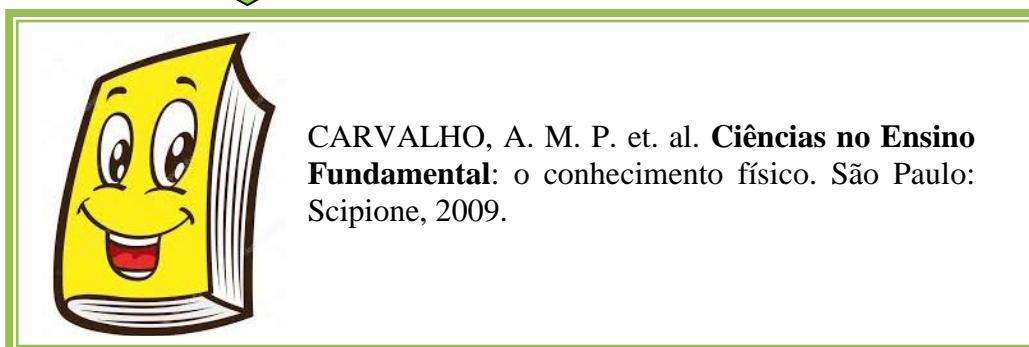 CARVALHO, A. M. P. et. al. Ciências no Ensino
Fundamental: o conhecimento físico. São Paulo:
Scipione, 2009.